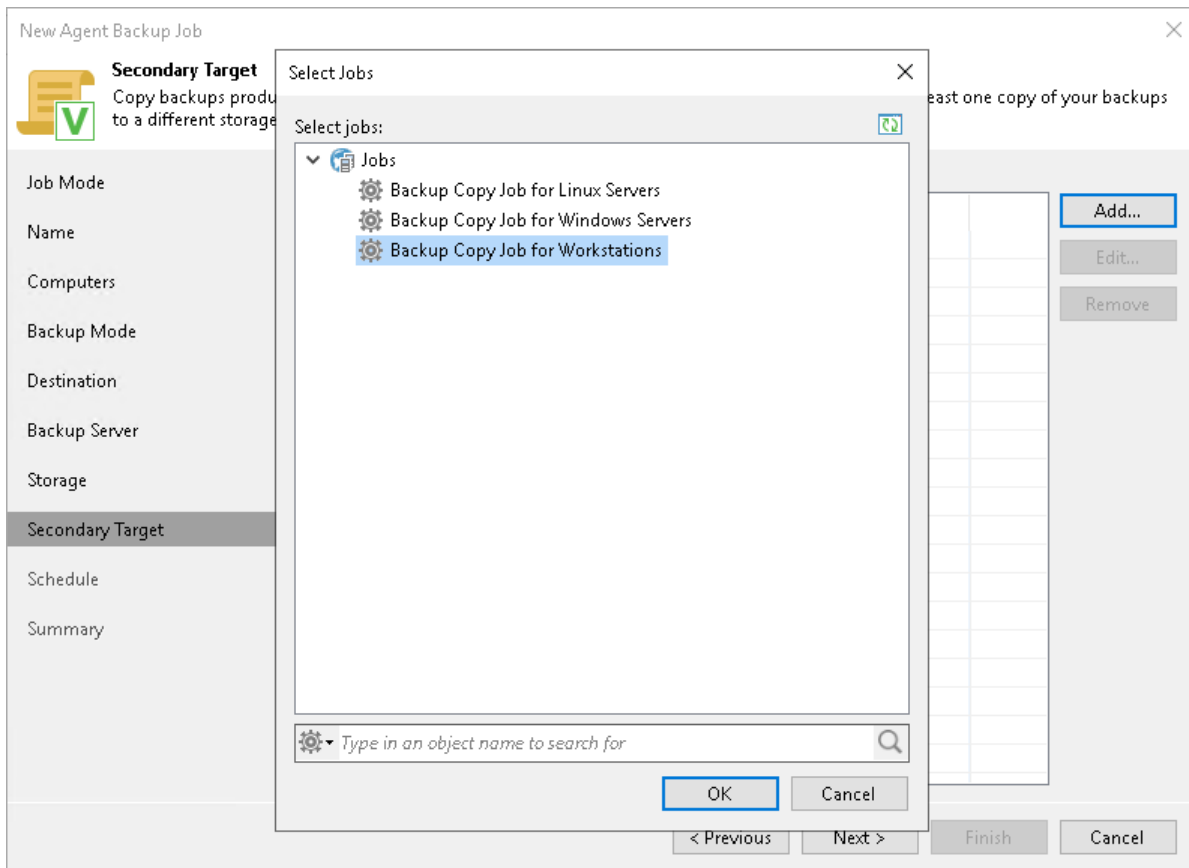 New Agent Backup Job
Secondary Target
Copy backups produ
east one copy of your backups
to a different storage
Job Mode
Name
Computers
Backup Mode
Destination
Backup Server
Storage
Secondary Target
Schedule
Summary
Select Jobs
Select jobs:
Jobs
Backup Copy Job for Linux Servers
Backup Copy Job for Windows Servers
Backup Copy Job for Workstations
Type in an object name to search for
OK
Cancel
Add...
Edit...
Remove
< Previous
Next >
Finish
Cancel